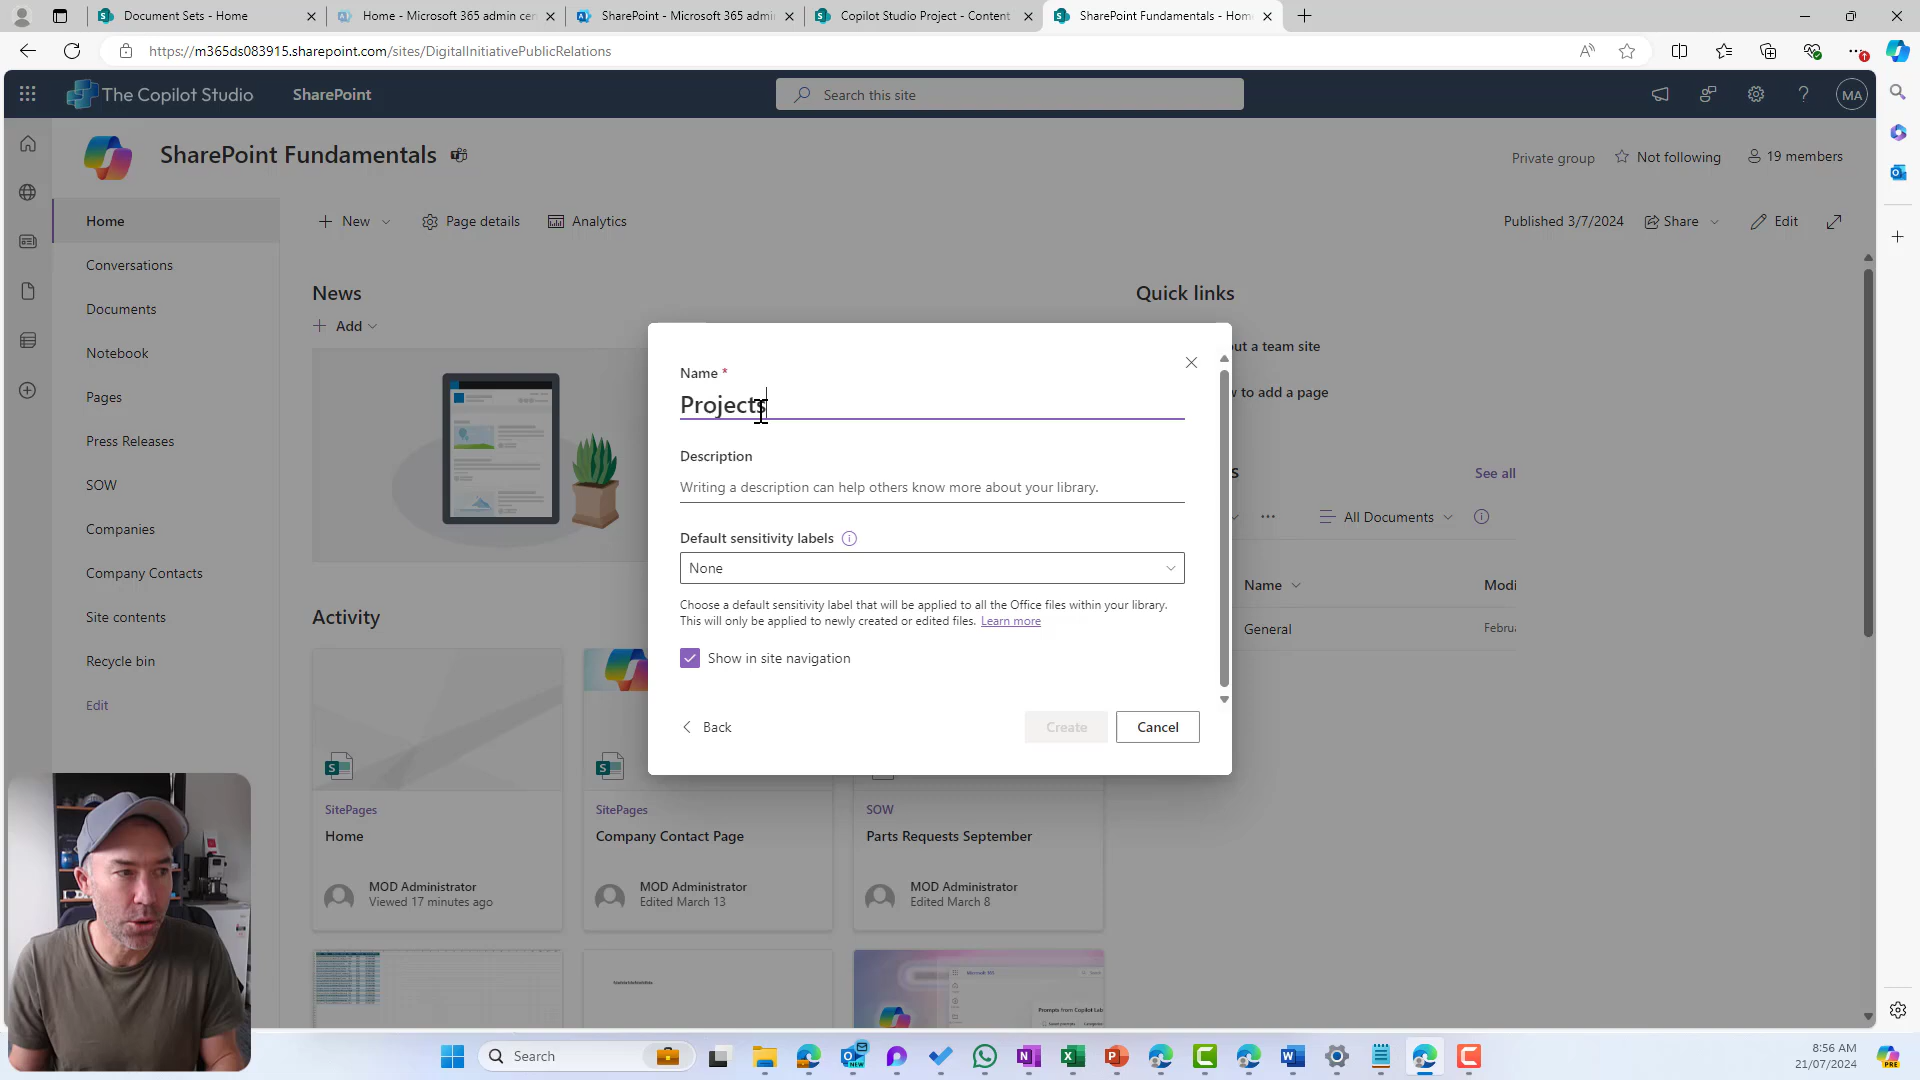 Document Sets - Home
Home - Microsoft 365 admin cen
SharePoint - Microsoft 365 admi
Copilot Studio Project - Content
SharePoint Fundamentals - Hom
https://m365ds083915.sharepoint.com/sites/DigitalInitiativePublicRelations
The Copilot Studio
SharePoint
Search this site
MA
SharePoint Fundamentals
Private group
Not following
19 members
Home
New
Page details
Analytics
Published 3/7/2024
Share
Edit
Conversations
Documents
Notebook
Pages
Press Releases
SOW
Companies
Company Contacts
Site contents
Recycle bin
Edit
News
Add
Quick links
ut a team site
w to add a page
s
See all
All Documents
Name
Modi
General
Febru
Name *
Projects
Description
Writing a description can help others know more about your library.
Default sensitivity labels
None
Choose a default sensitivity label that will be applied to all the Office files within your library.
This will only be applied to newly created or edited files. Learn more
Show in site navigation
Back
Create
Cancel
Activity
SitePages
Home
MOD Administrator
Viewed 17 minutes ago
SitePages
Company Contact Page
MOD Administrator
Edited March 13
SOW
Parts Requests September
MOD Administrator
Edited March 8
Microsoft 365
Prompts from Copilot Lab
Search
NEW
PRE
8:56 AM
21/07/2024